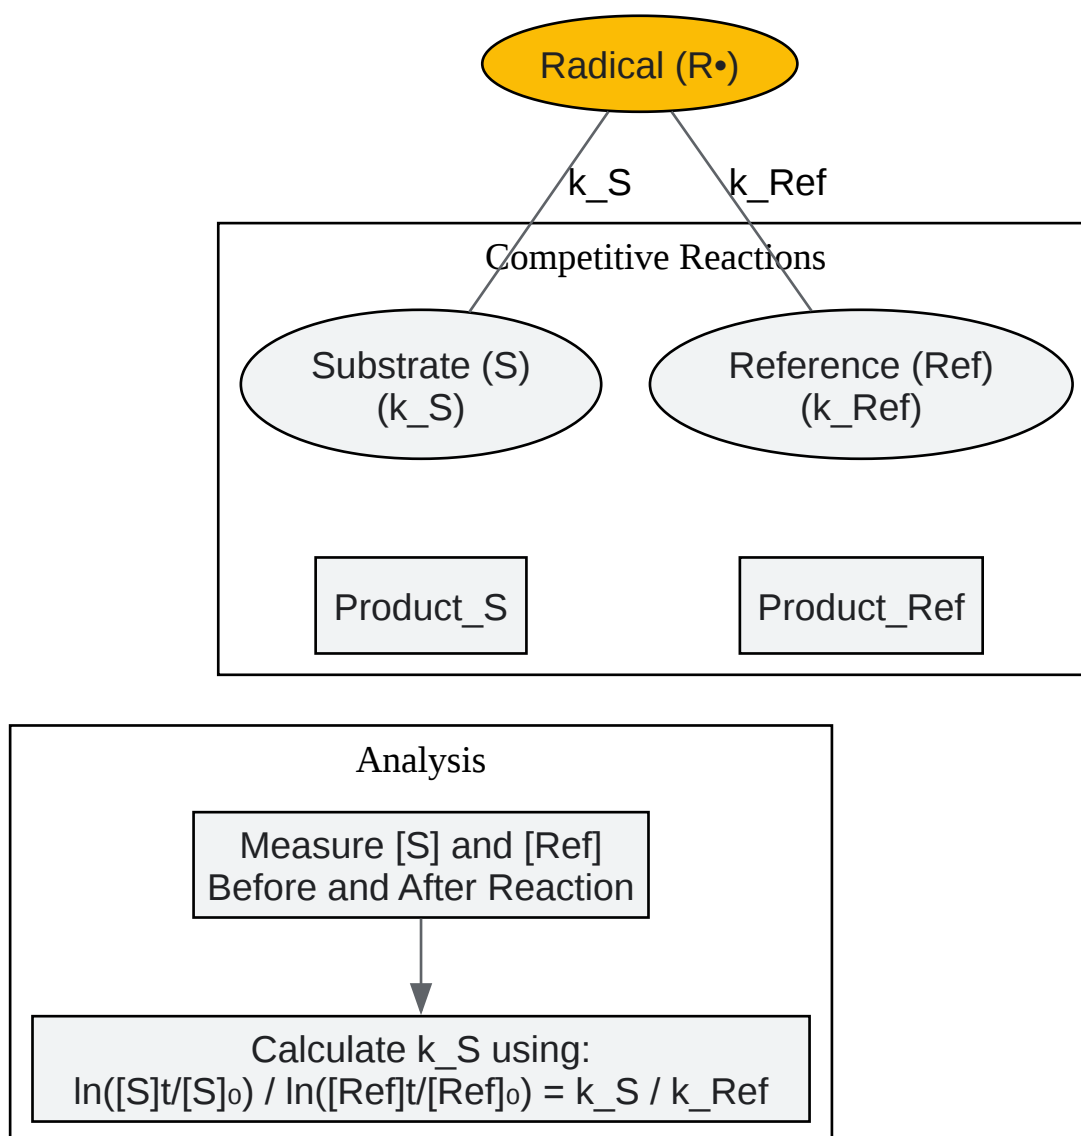 Radical (R•)
k_S
k_Ref
Competitive Reactions
Substrate (S)
(k_S)
Reference (Ref)
(k_Ref)
Product_S
Product_Ref
Analysis
Measure [S] and [Ref]
Before and After Reaction
Calculate k_S using:
ln([S]t/[S]₀) / ln([Ref]t/[Ref]₀) = k_S / k_Ref